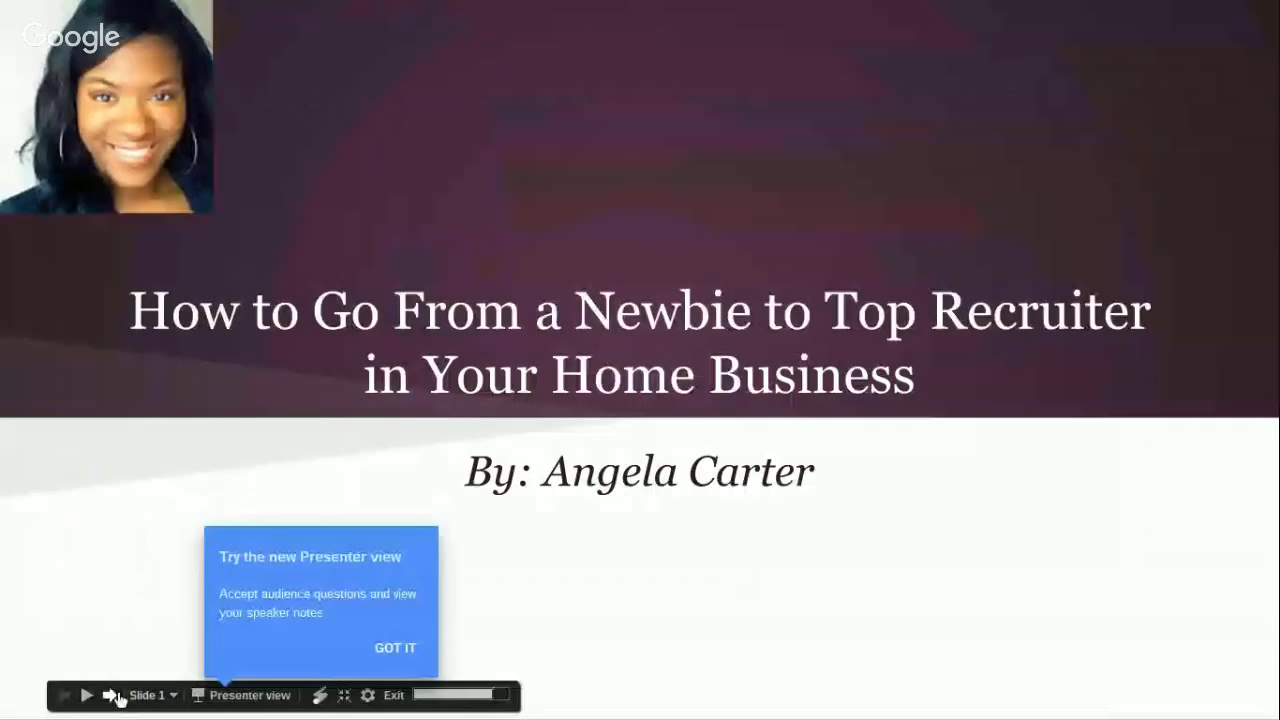 Google
How to Go From a Newbie to Top Recruiter
in Your Home Business
By: Angela Carter
Try the new Presenter view
Accept audience questions and view
your speaker notes
GOT IT
Slide 1 Presenter view Exit